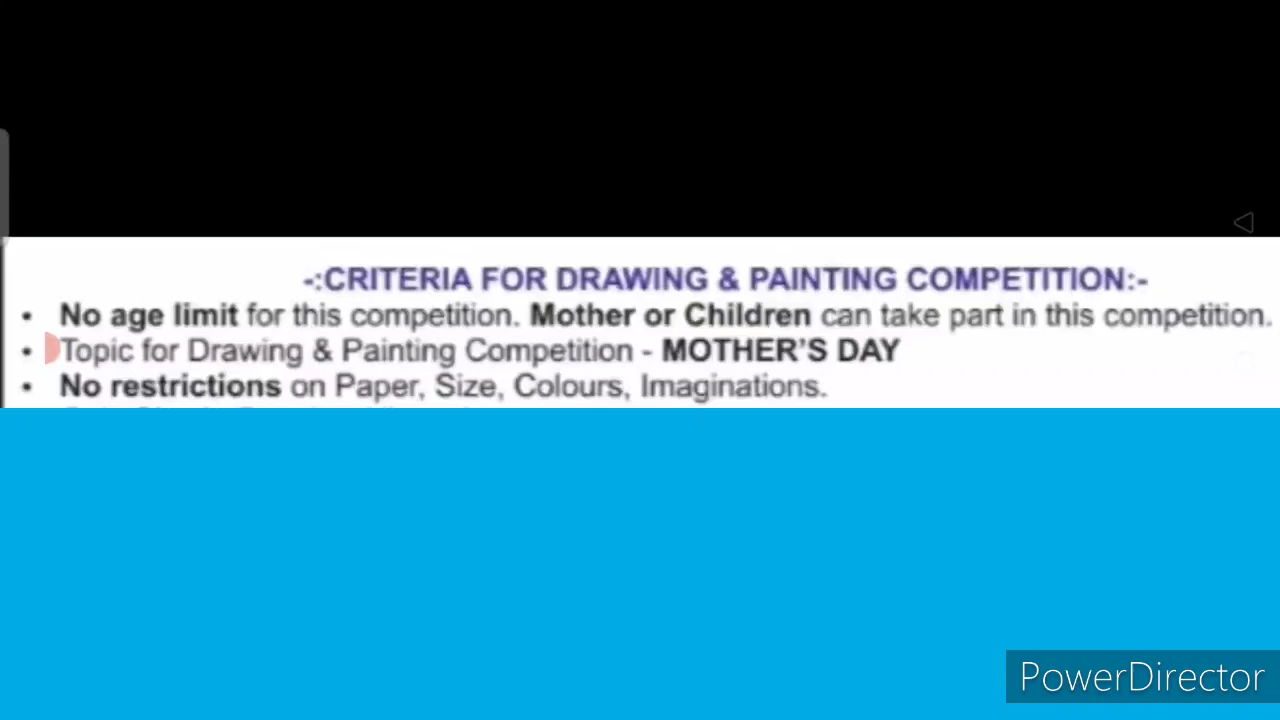 -:CRITERIA FOR DRAWING & PAINTING COMPETITION:-
• No age limit for this competition. Mother or Children can take part in this competition.
• Topic for Drawing & Painting Competition - MOTHER'S DAY
• No restrictions on Paper, Size, Colours, Imaginations.
PowerDirector